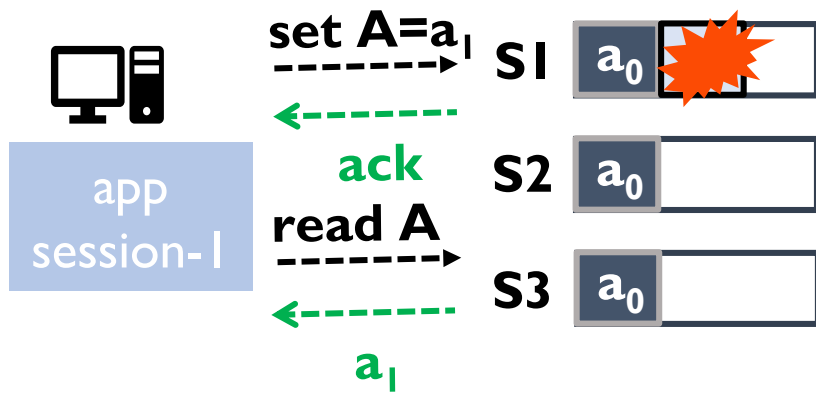 set A=a₁
ack
read A
a₁
app
session-1
S1 a₀
S2 a₀
S3 a₀